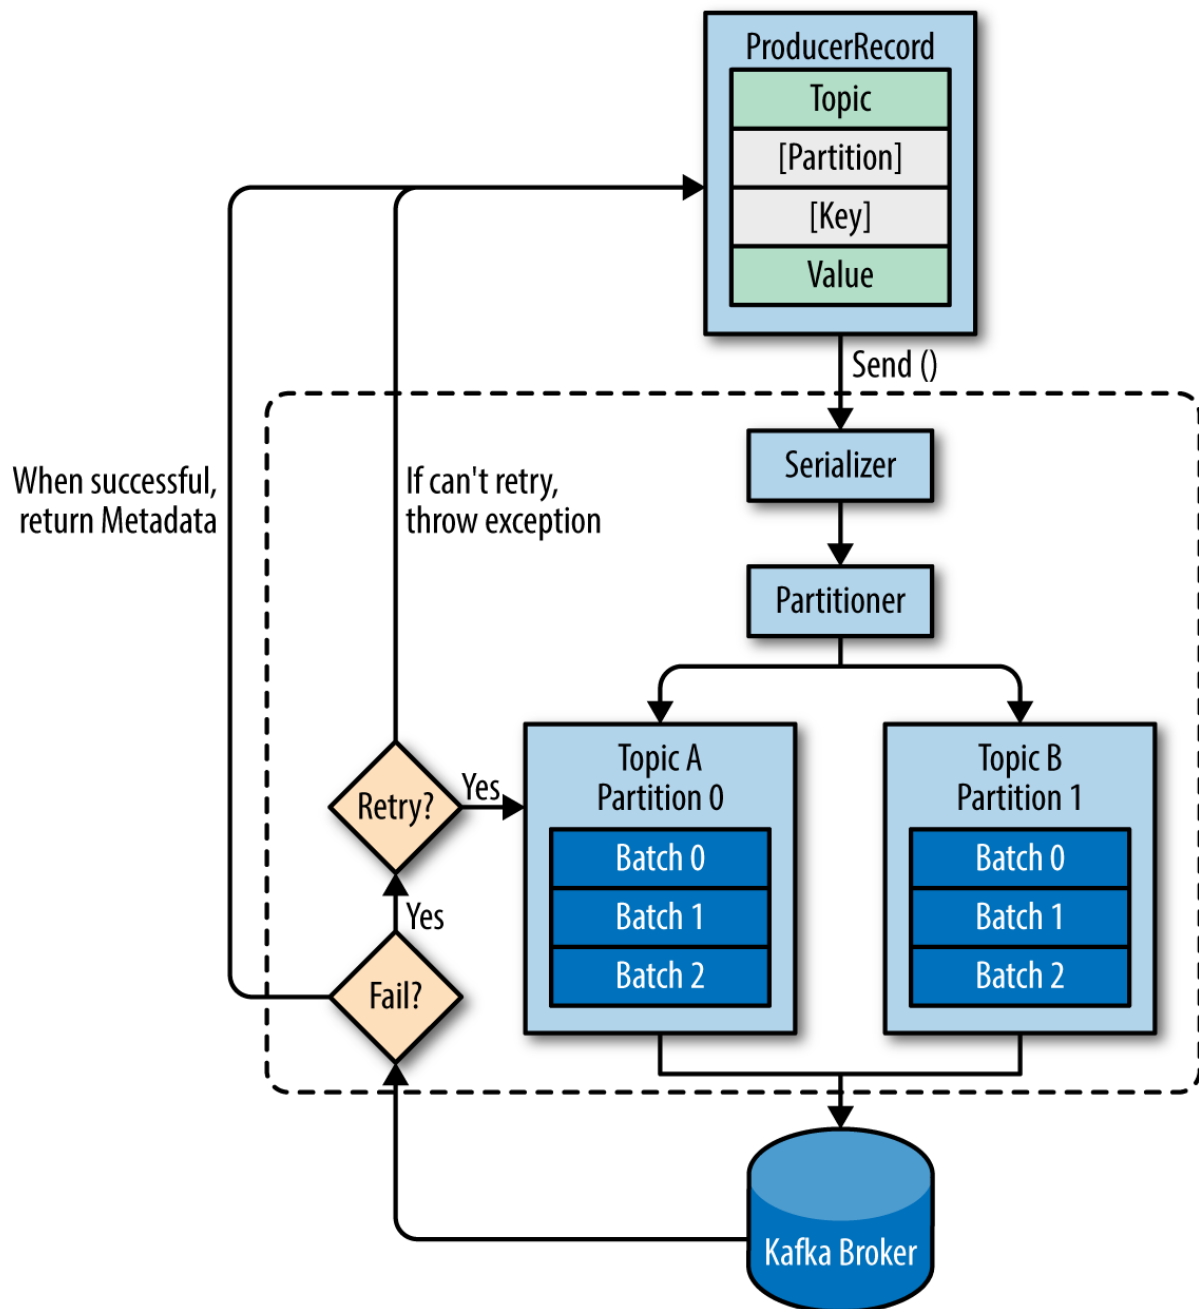 ProducerRecord
Topic
[Partition]
[Key]
Value
Send ()
Serializer
Partitioner
When successful,
return Metadata
If can't retry,
throw exception
Topic A
Partition 0
Batch 0
Batch 1
Batch 2
Topic B
Partition 1
Batch 0
Batch 1
Batch 2
Retry?
Yes
Yes
Fail?
Kafka Broker